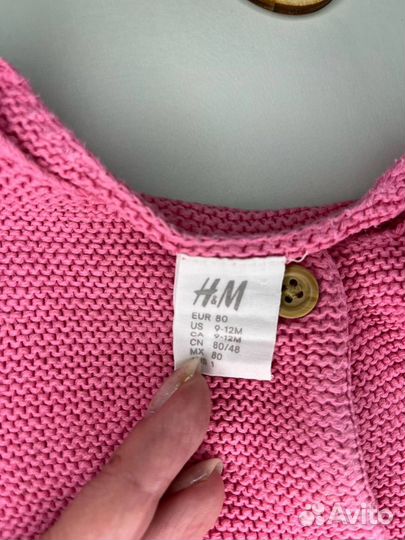 H&M
EUR 80
US 9-12M
CA 9-12M
CN 80/48
MX 80
Avito